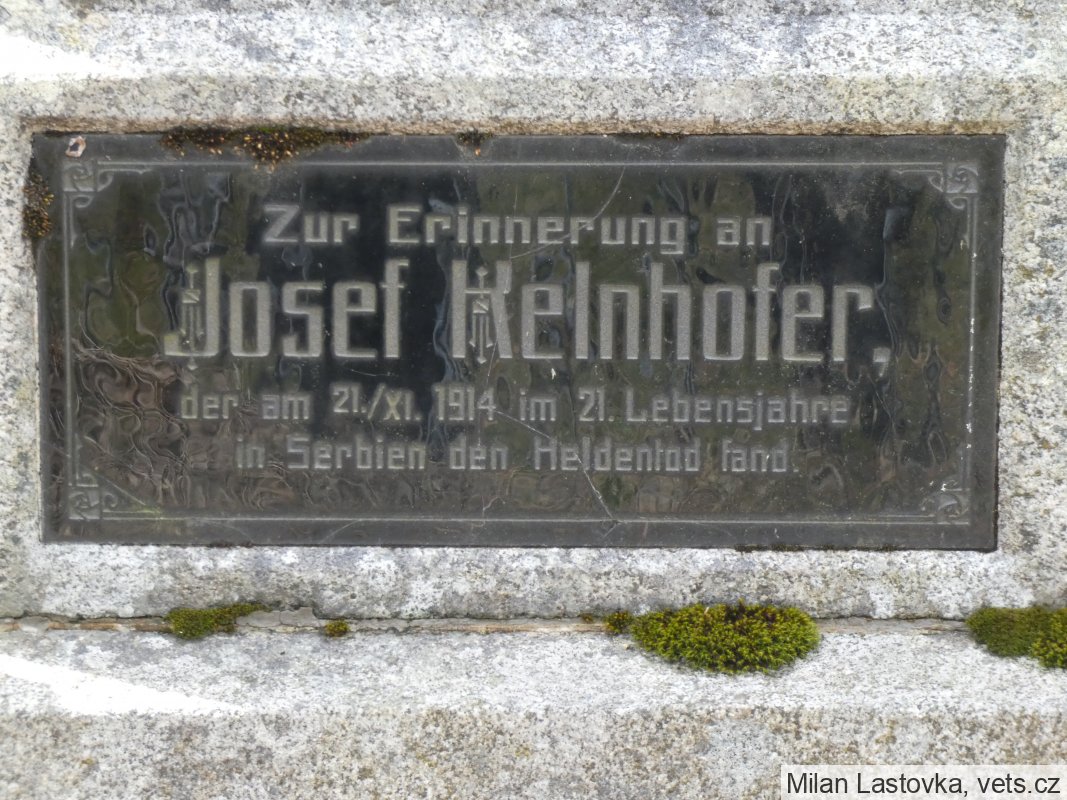 Zur Erinnerung an
Josef Kelnhofer,
der am 21./XI. 1914 im 21. Lebensjahre
in Serbien den Heldentod fand.
Milan Lastovka, vets.cz